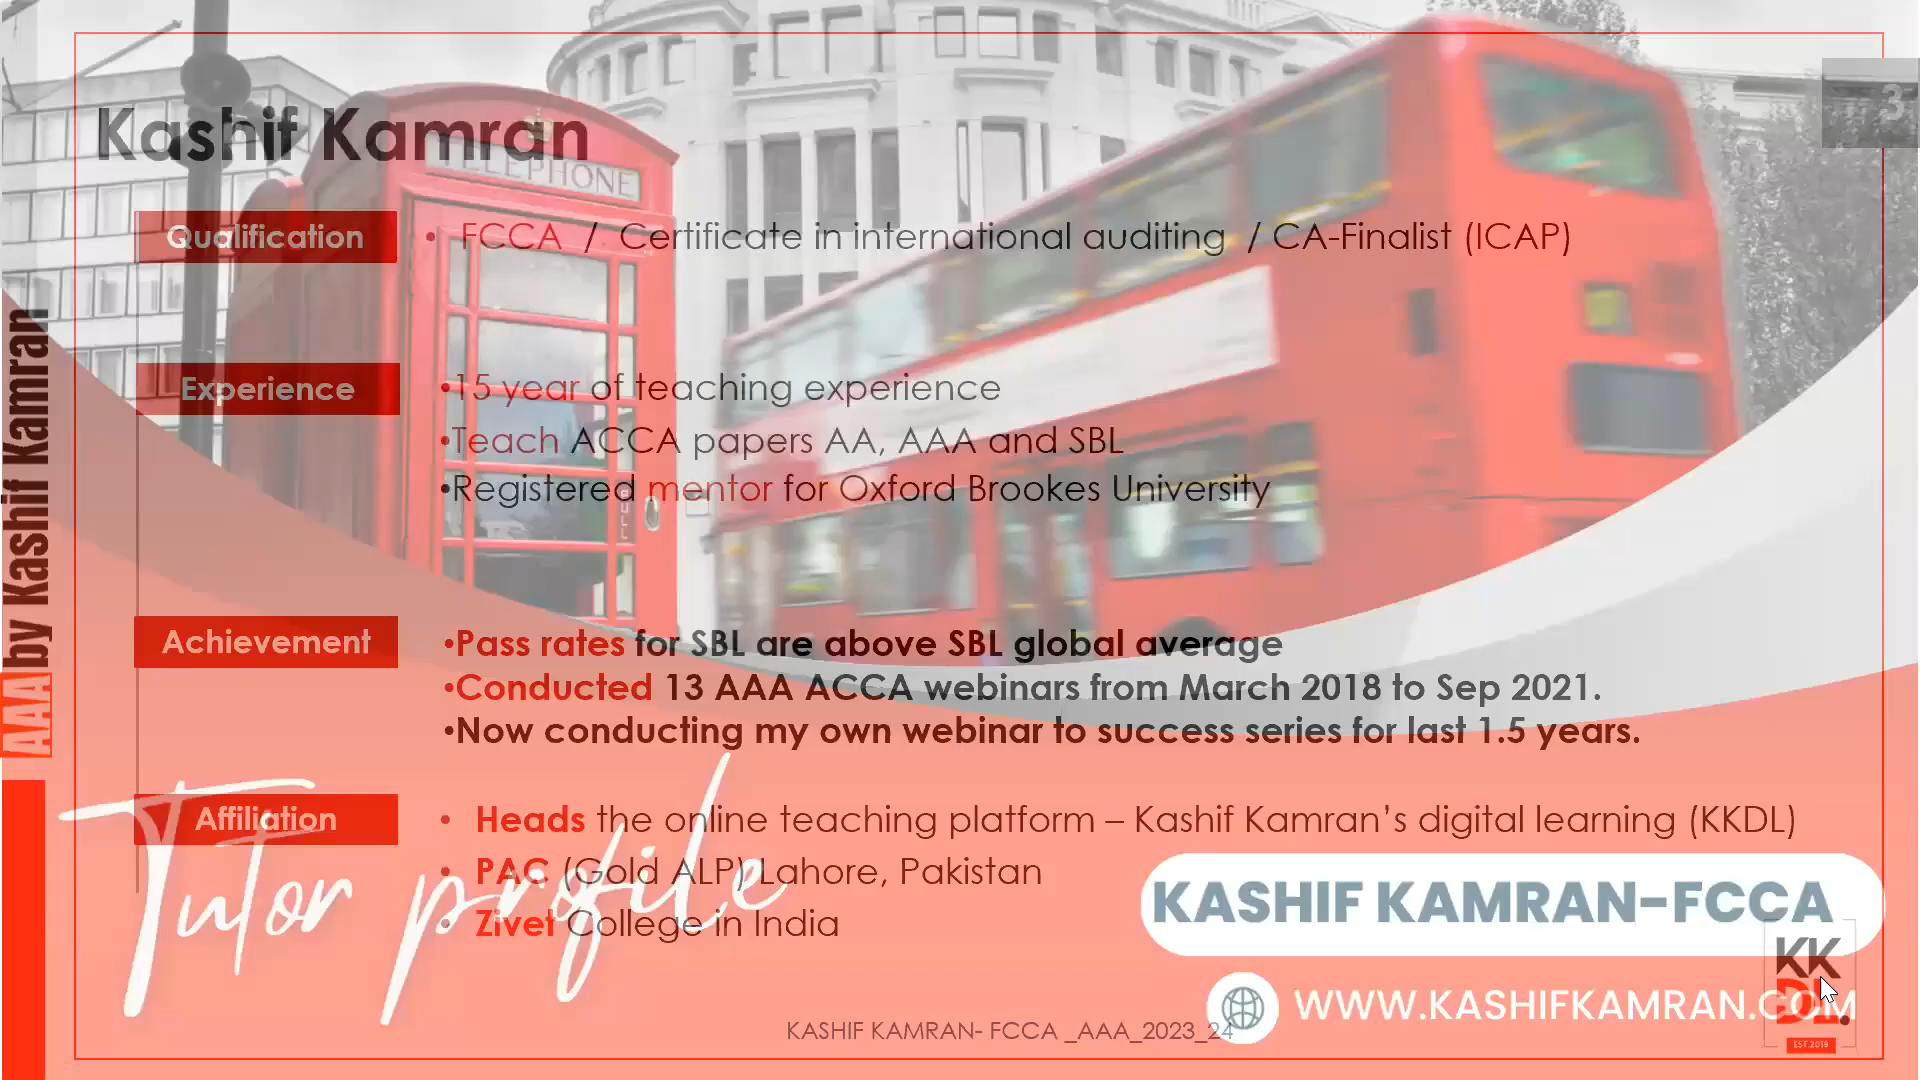 3
Kashif Kamran
TELEPHONE
Qualification
• FCCA / Certificate in international auditing / CA-Finalist (ICAP)
Experience
•15 year of teaching experience
•Teach ACCA papers AA, AAA and SBL
•Registered mentor for Oxford Brookes University
PULL
AAA by Kashif Kamran
Achievement
•Pass rates for SBL are above SBL global average
•Conducted 13 AAA ACCA webinars from March 2018 to Sep 2021.
•Now conducting my own webinar to success series for last 1.5 years.
Affiliation
• Heads the online teaching platform – Kashif Kamran’s digital learning (KKDL)
• PAC (Gold ALP) Lahore, Pakistan
• Zivet College in India
Tutor profile
KASHIF KAMRAN-FCCA
KK
DL.
EST.2018
WWW.KASHIFKAMRAN.COM
KASHIF KAMRAN- FCCA _AAA_2023_24